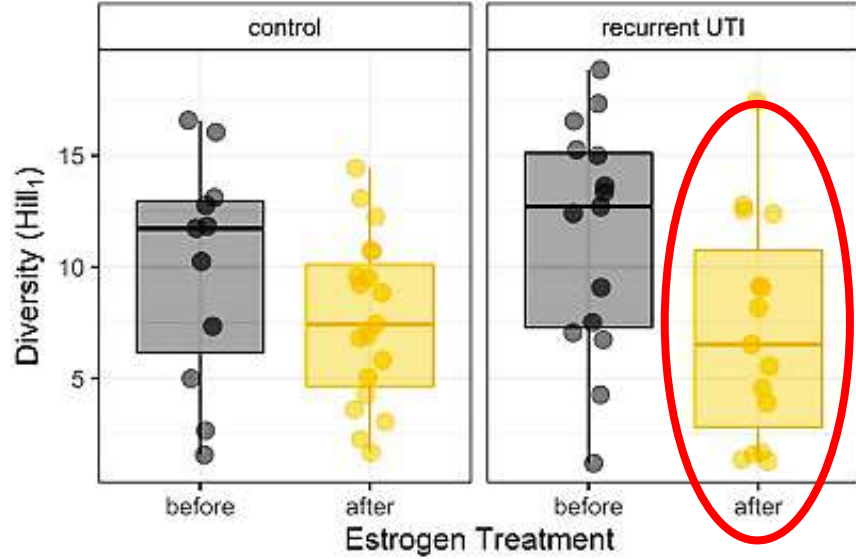 control
recurrent UTI
Diversity (Hill₁)
15
10
5
before
after
before
after
Estrogen Treatment